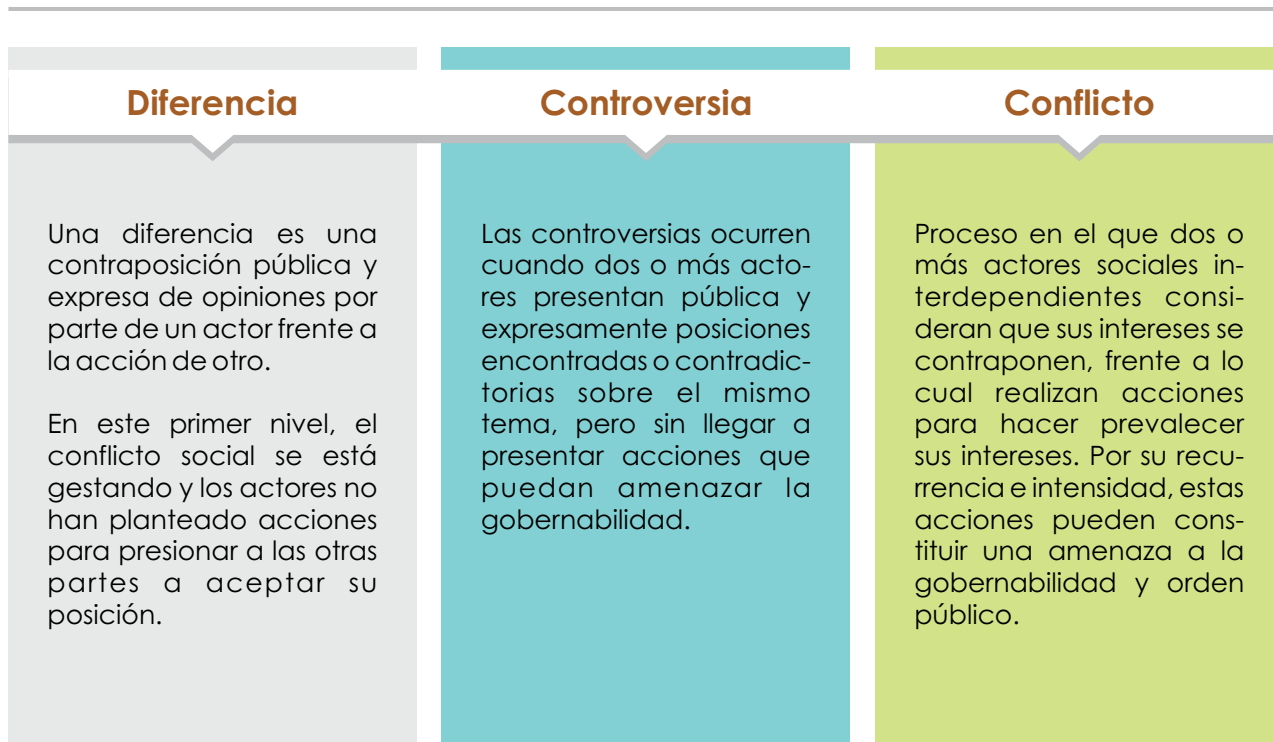 Diferencia
Una diferencia es una
contraposición pública y
expresa de opiniones por
parte de un actor frente a
la acción de otro.
En este primer nivel, el
conflicto social se está
gestando y los actores no
han planteado acciones
para presionar a las otras
partes a aceptar su
posición.
Controversia
Las controversias ocurren
cuando dos o más acto-
res presentan pública y
expresamente posiciones
encontradas o contradic-
torias sobre el mismo
tema, pero sin llegar a
presentar acciones que
puedan amenazar la
gobernabilidad.
Conflicto
Proceso en el que dos o
más actores sociales in-
terdependientes consi-
deran que sus intereses se
contraponen, frente a lo
cual realizan acciones
para hacer prevalecer
sus intereses. Por su recu-
rrencia e intensidad, estas
acciones pueden cons-
tituir una amenaza a la
gobernabilidad y orden
público.